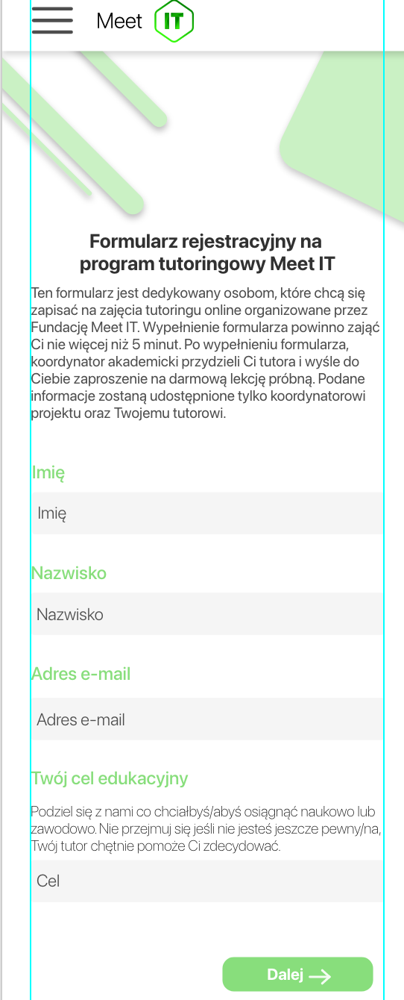 Meet IT
Formularz rejestracyjny na
program tutoringowy Meet IT
Ten formularz jest dedykowany osobom, które chcą się
zapisać na zajęcia tutoringu online organizowane przez
Fundację Meet IT. Wypełnienie formularza powinno zająć
Ci nie więcej niż 5 minut. Po wypełnieniu formularza,
koordynator akademicki przydzieli Ci tutora i wyśle do
Ciebie zaproszenie na darmową lekcję próbną. Podane
informacje zostaną udostępnione tylko koordynatorowi
projektu oraz Twojemu tutorowi.
Imię
Imię
Nazwisko
Nazwisko
Adres e-mail
Adres e-mail
Twój cel edukacyjny
Podziel się z nami co chciałbyś/abyś osiągnąć naukowo lub
zawodowo. Nie przejmuj się jeśli nie jesteś jeszcze pewny/na,
Twój tutor chętnie pomoże Ci zdecydować.
Cel
Dalej